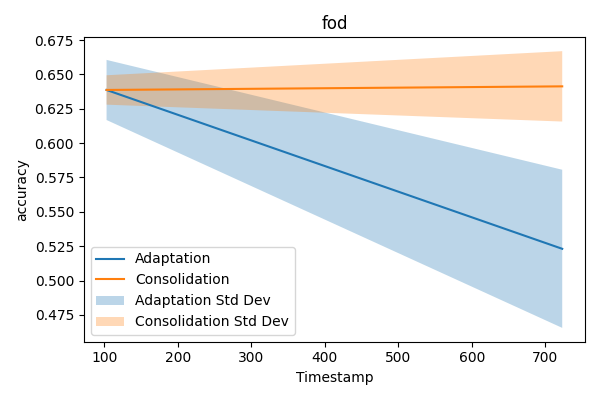 fod
0.675
0.650
0.625
0.600
0.575
0.550
0.525
0.500
0.475
accuracy
Adaptation
Consolidation
Adaptation Std Dev
Consolidation Std Dev
100 200 300 400 500 600 700
Timestamp